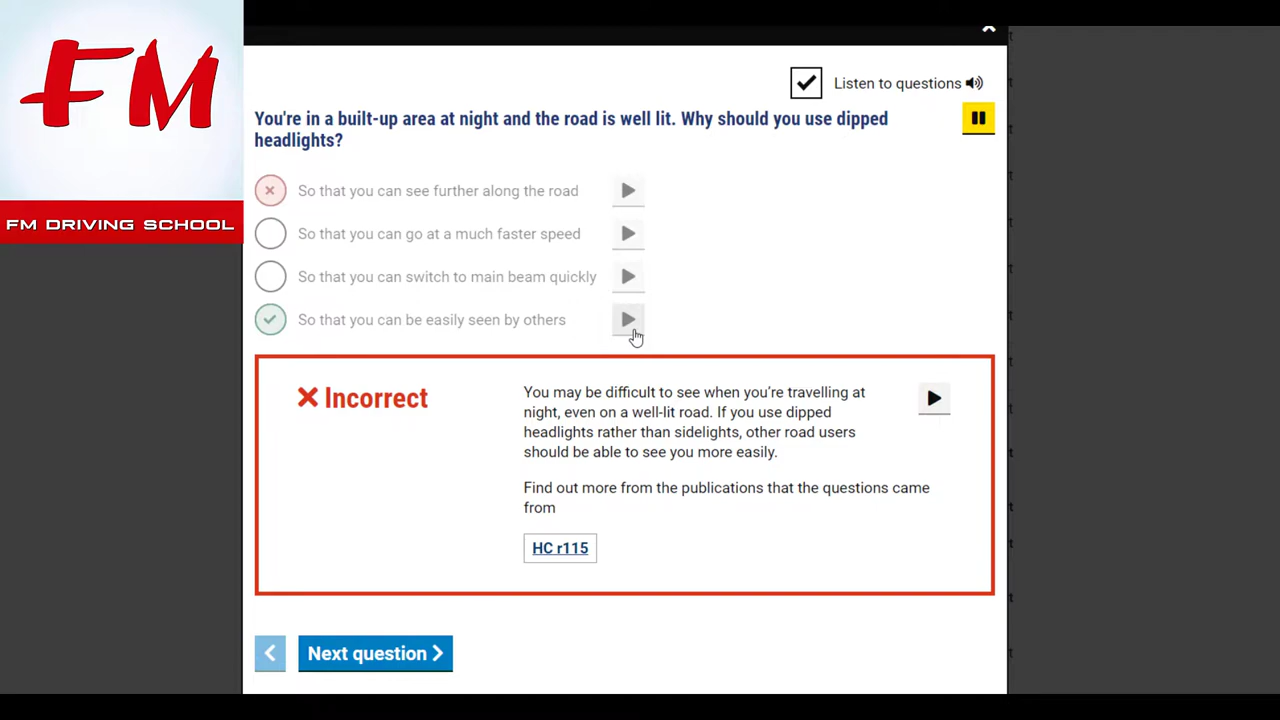 FM
FM DRIVING SCHOOL
Listen to questions
You're in a built-up area at night and the road is well lit. Why should you use dipped
headlights?
So that you can see further along the road
So that you can go at a much faster speed
So that you can switch to main beam quickly
So that you can be easily seen by others
Incorrect
You may be difficult to see when you're travelling at
night, even on a well-lit road. If you use dipped
headlights rather than sidelights, other road users
should be able to see you more easily.
Find out more from the publications that the questions came
from
HC r115
Next question